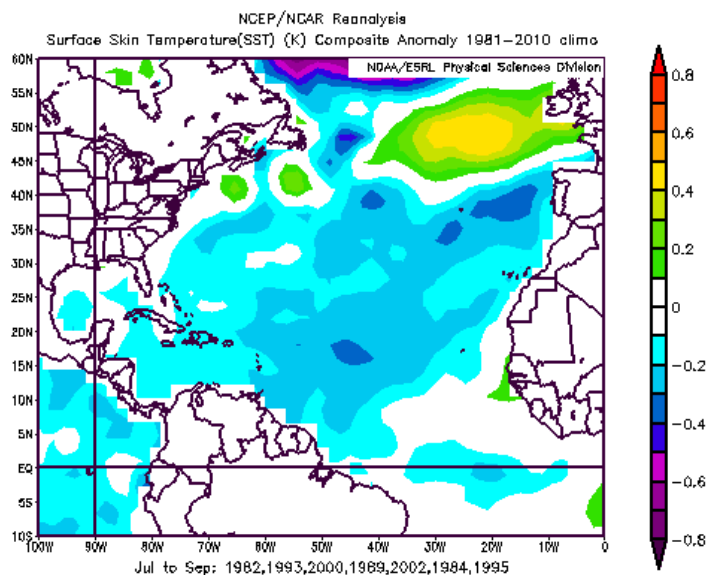 NCEP/NCAR Reanalysis
Surface Skin Temperature(SST) (K) Composite Anomaly 1981-2010 climo
NOAA/ESRL Physical Sciences Division
60N
55N
50N
45N
40N
35N
30N
25N
20N
15N
10N
5N
EQ
5S
10S
100W 90W 80W 70W 60W 50W 40W 30W 20W 10W 0
0.8
0.6
0.4
0.2
0
-0.2
-0.4
-0.6
-0.8
Jul to Sep: 1982,1993,2000,1969,2002,1984,1995